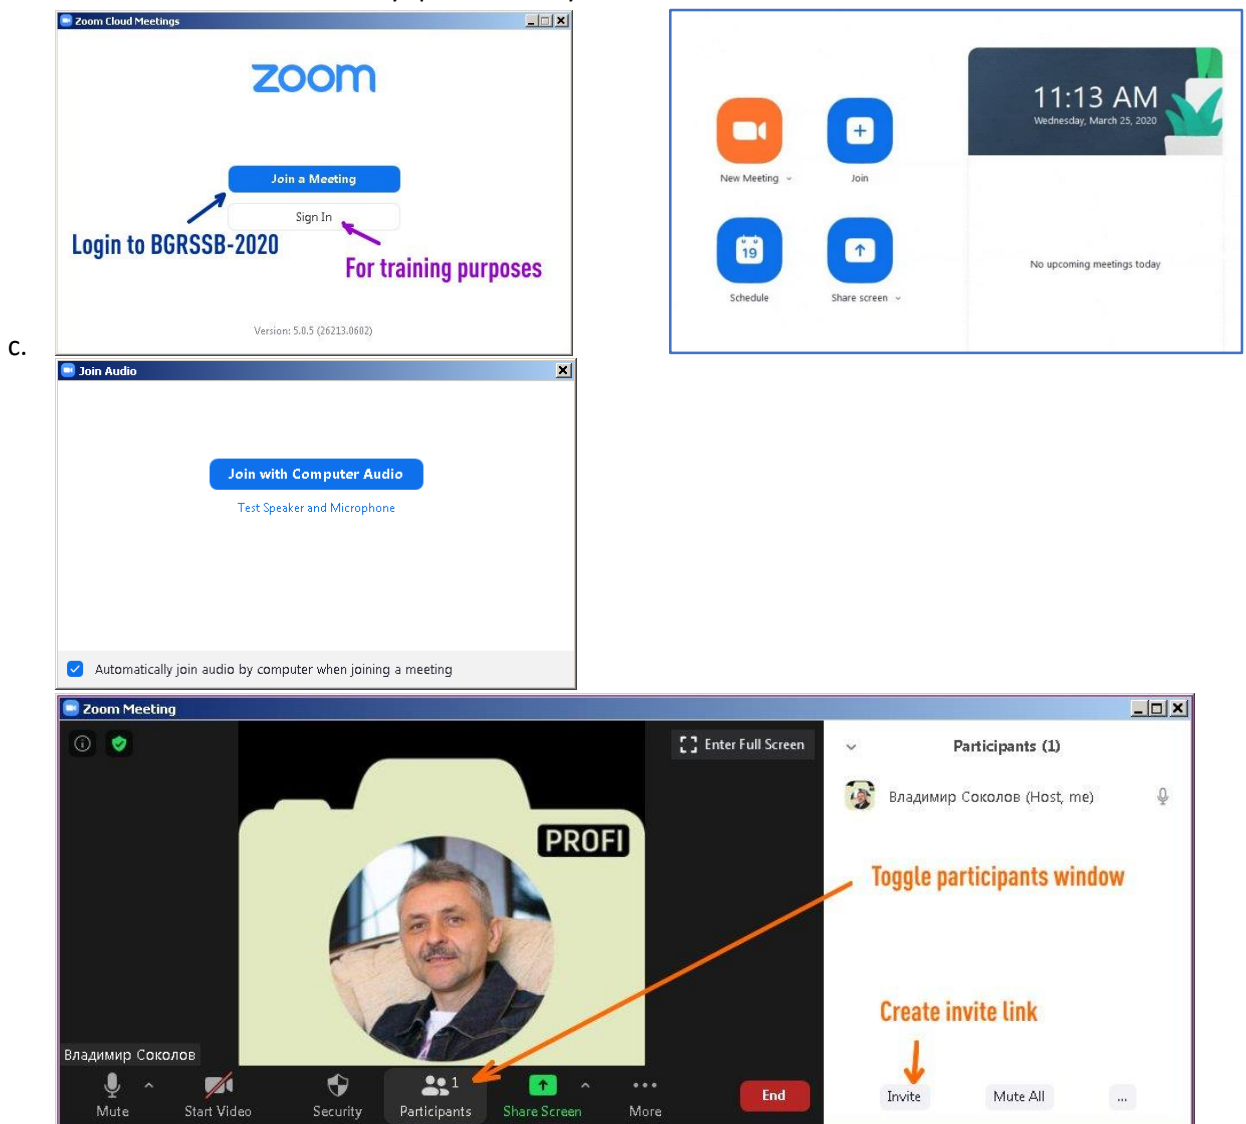 Zoom Cloud Meetings
zoom
Join a Meeting
Sign In
Login to BGRSSB-2020
For training purposes
Version: 5.0.5 (26213.0602)
11:13 AM
Wednesday, March 25, 2020
New Meeting
Join
19
Schedule
Share screen
No upcoming meetings today
c.
Join Audio
Join with Computer Audio
Test Speaker and Microphone
Automatically join audio by computer when joining a meeting
Zoom Meeting
Enter Full Screen
Participants (1)
Владимир Соколов (Host, me)
PROFI
Toggle participants window
Create invite link
Владимир Соколов
1
Mute
Start Video
Security
Participants
Share Screen
More
End
Invite
Mute All
...